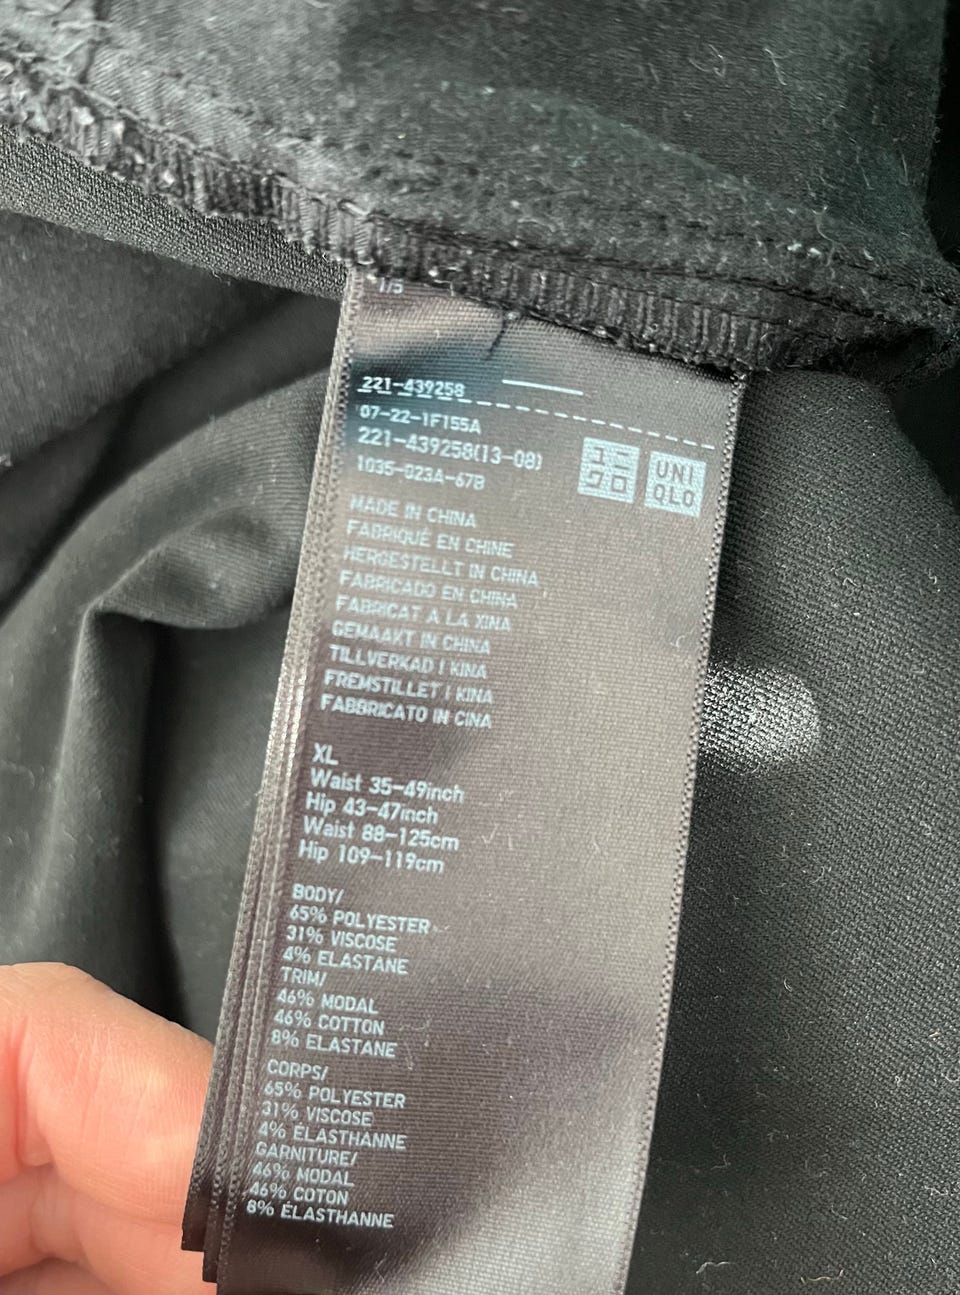 1/5
221-439258
07-22-1F155A
221-439258(13-08)
1035-023A-67B
ユニ
クロ
UNI
QLO
MADE IN CHINA
FABRIQUÉ EN CHINE
HERGESTELLT IN CHINA
FABRICADO EN CHINA
FABRICAT A LA XINA
GEMAAKT IN CHINA
TILLVERKAD I KINA
FREMSTILLET I KINA
FABBRICATO IN CINA
XL
Waist 35-49inch
Hip 43-47inch
Waist 88-125cm
Hip 109-119cm
BODY/
65% POLYESTER
31% VISCOSE
4% ELASTANE
TRIM/
46% MODAL
46% COTTON
8% ELASTANE
CORPS/
65% POLYESTER
31% VISCOSE
4% ÉLASTHANNE
GARNITURE/
46% MODAL
46% COTON
8% ÉLASTHANNE